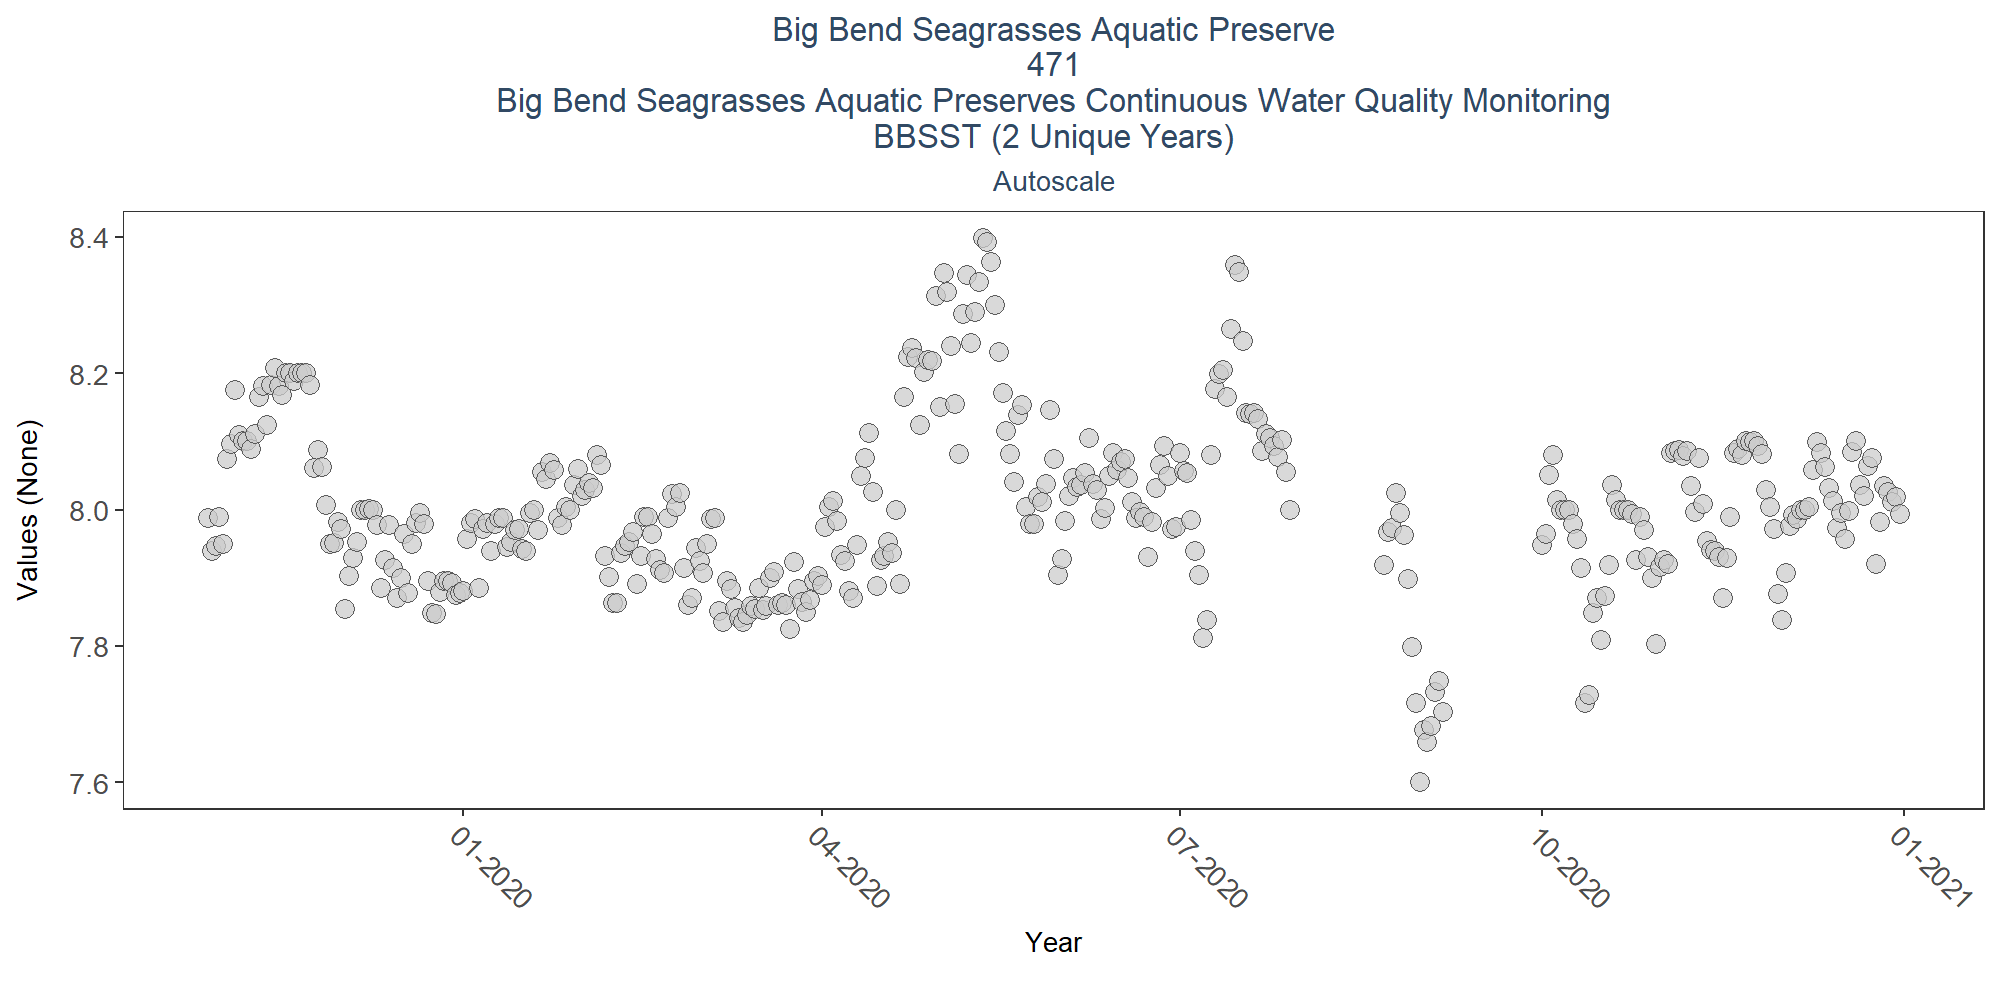 Big Bend Seagrasses Aquatic Preserve
471
Big Bend Seagrasses Aquatic Preserves Continuous Water Quality Monitoring
BBSST (2 Unique Years)
Autoscale
Values (None)
8.4
8.2
8.0
7.8
7.6
01-2020
04-2020
07-2020
10-2020
01-2021
Year